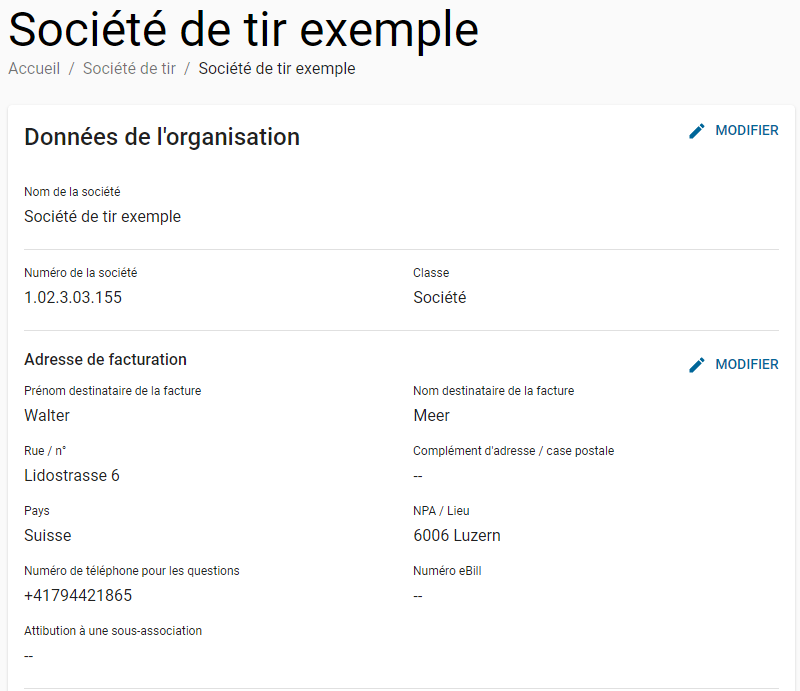 Société de tir exemple
Accueil / Société de tir / Société de tir exemple
Données de l'organisation
MODIFIER
Nom de la société
Société de tir exemple
Numéro de la société
Classe
1.02.3.03.155
Société
Adresse de facturation
MODIFIER
Prénom destinataire de la facture
Nom destinataire de la facture
Walter
Meer
Rue / n°
Complément d'adresse / case postale
Lidostrasse 6
--
Pays
NPA / Lieu
Suisse
6006 Luzern
Numéro de téléphone pour les questions
Numéro eBill
+41794421865
--
Attibution à une sous-association
--